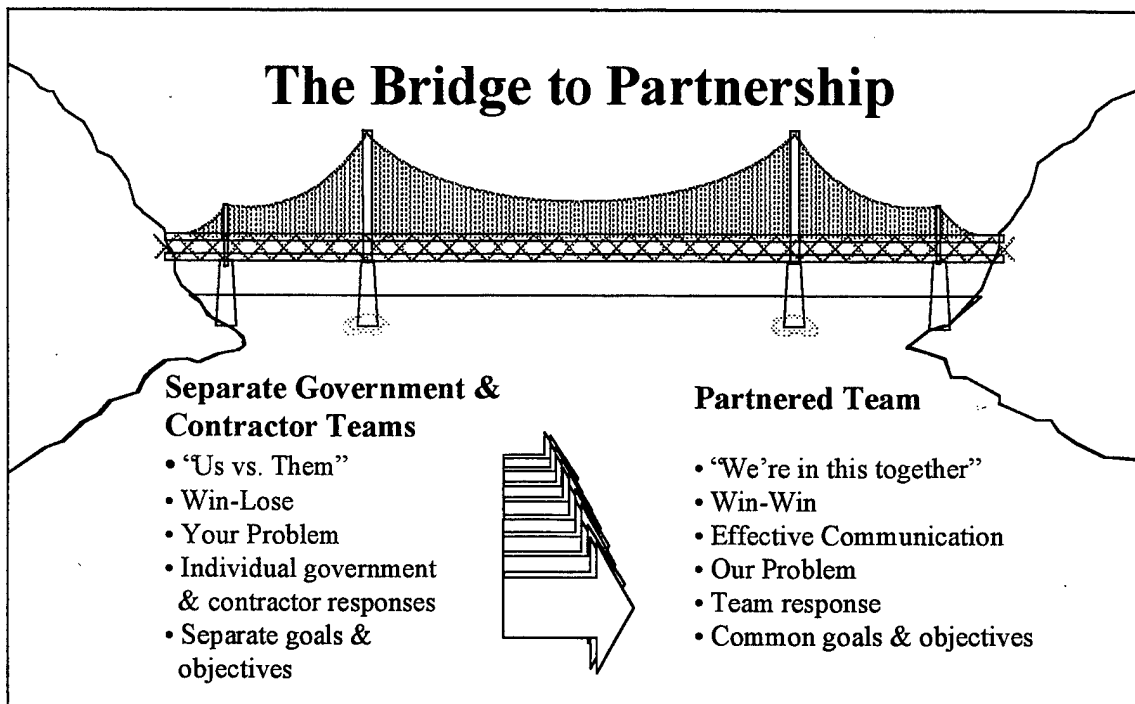 The Bridge to Partnership
Separate Government &
Contractor Teams
• “Us vs. Them”
• Win-Lose
• Your Problem
• Individual government
& contractor responses
• Separate goals &
objectives
Partnered Team
• “We’re in this together”
• Win-Win
• Effective Communication
• Our Problem
• Team response
• Common goals & objectives